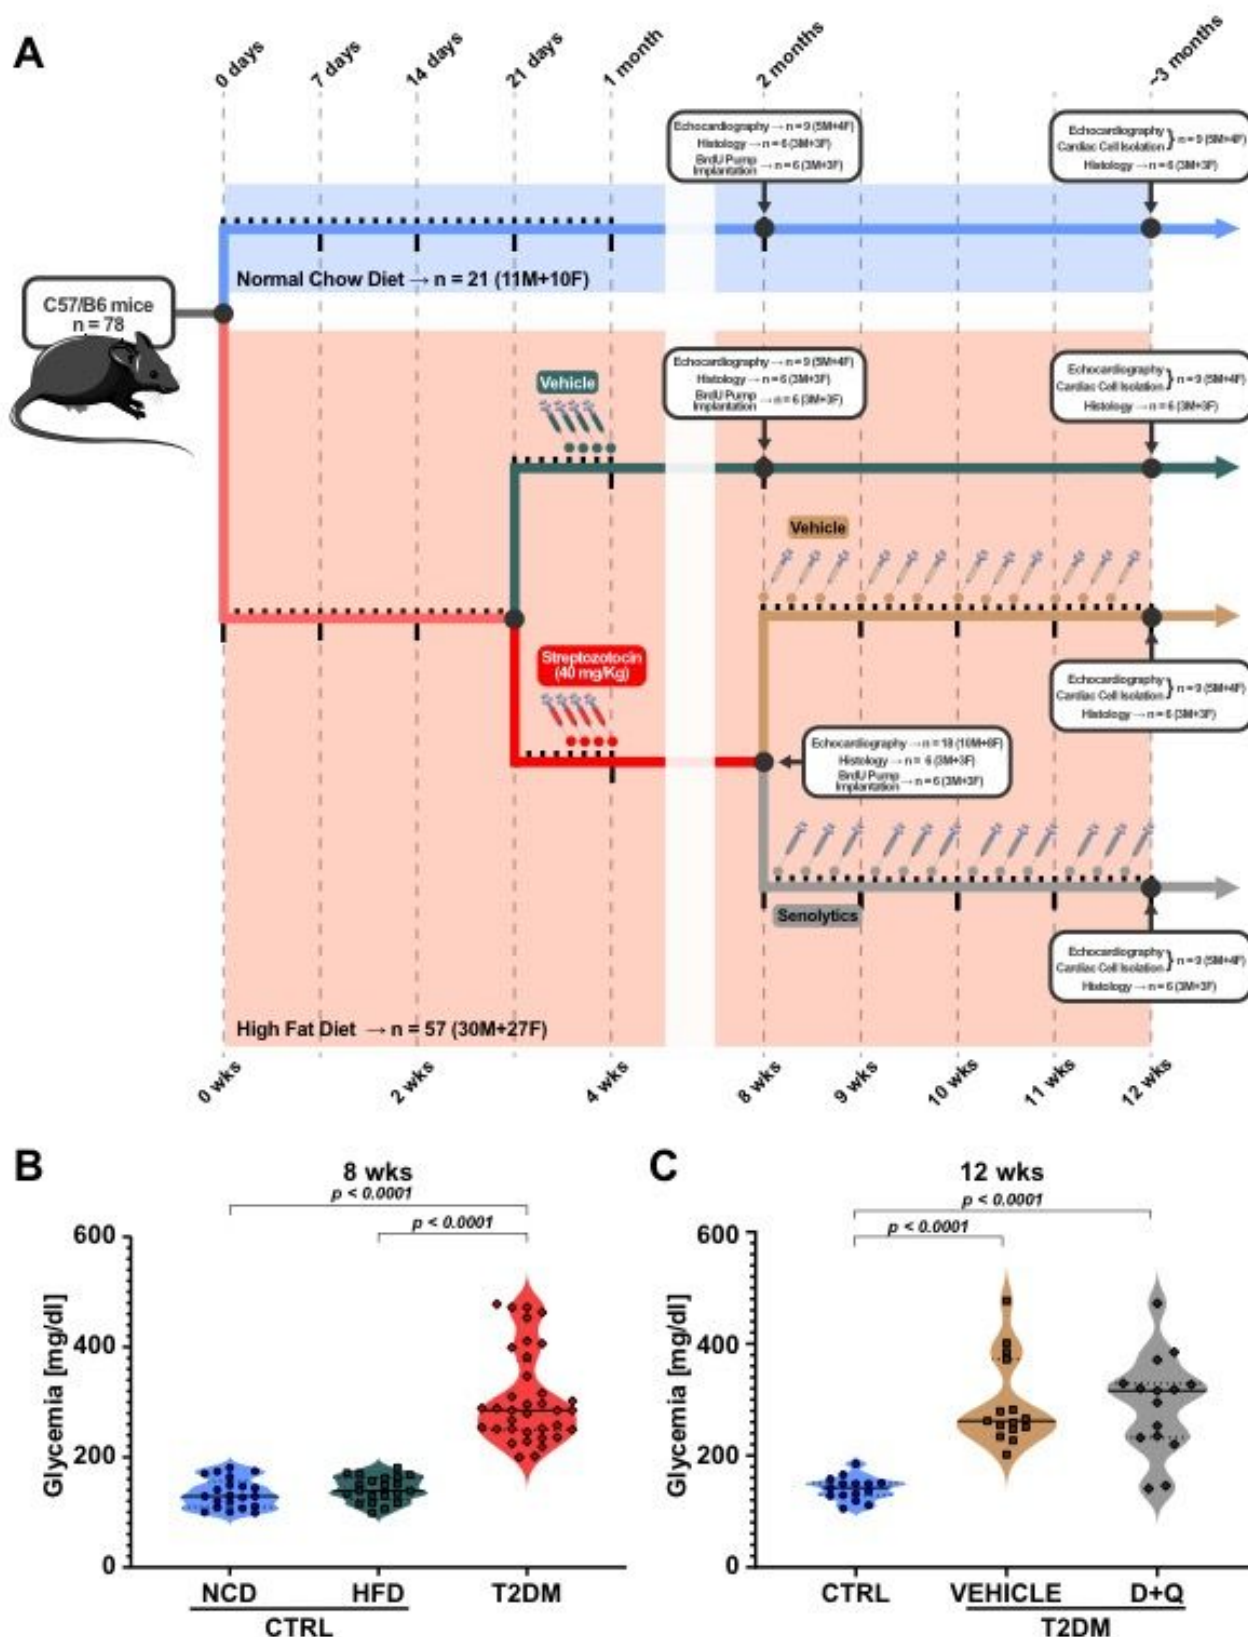 A
0 days
7 days
14 days
21 days
1 month
2 months
~3 months
Echocardiography → n = 9 (5M+4F)
Histology → n = 6 (3M+3F)
BrdU Pump
Implantation → n = 6 (3M+3F)
Echocardiography
Cardiac Cell Isolation } n = 9 (5M+4F)
Histology → n = 6 (3M+3F)
Normal Chow Diet → n = 21 (11M+10F)
C57/B6 mice
n = 78
Vehicle
Echocardiography → n = 9 (5M+4F)
Histology → n = 6 (3M+3F)
BrdU Pump
Implantation → n = 6 (3M+3F)
Echocardiography
Cardiac Cell Isolation } n = 9 (5M+4F)
Histology → n = 6 (3M+3F)
Vehicle
Streptozotocin
(40 mg/Kg)
Echocardiography
Cardiac Cell Isolation } n = 9 (5M+4F)
Histology → n = 6 (3M+3F)
Echocardiography → n = 18 (10M+8F)
Histology → n = 6 (3M+3F)
BrdU Pump
Implantation → n = 6 (3M+3F)
Senolytics
Echocardiography
Cardiac Cell Isolation } n = 9 (5M+4F)
Histology → n = 6 (3M+3F)
High Fat Diet → n = 57 (30M+27F)
0 wks
2 wks
4 wks
8 wks
9 wks
10 wks
11 wks
12 wks
B
8 wks
p < 0.0001
p < 0.0001
Glycemia [mg/dl]
600
400
200
0
NCD
HFD
T2DM
CTRL
C
12 wks
p < 0.0001
p < 0.0001
Glycemia [mg/dl]
600
400
200
0
CTRL
VEHICLE
D+Q
T2DM